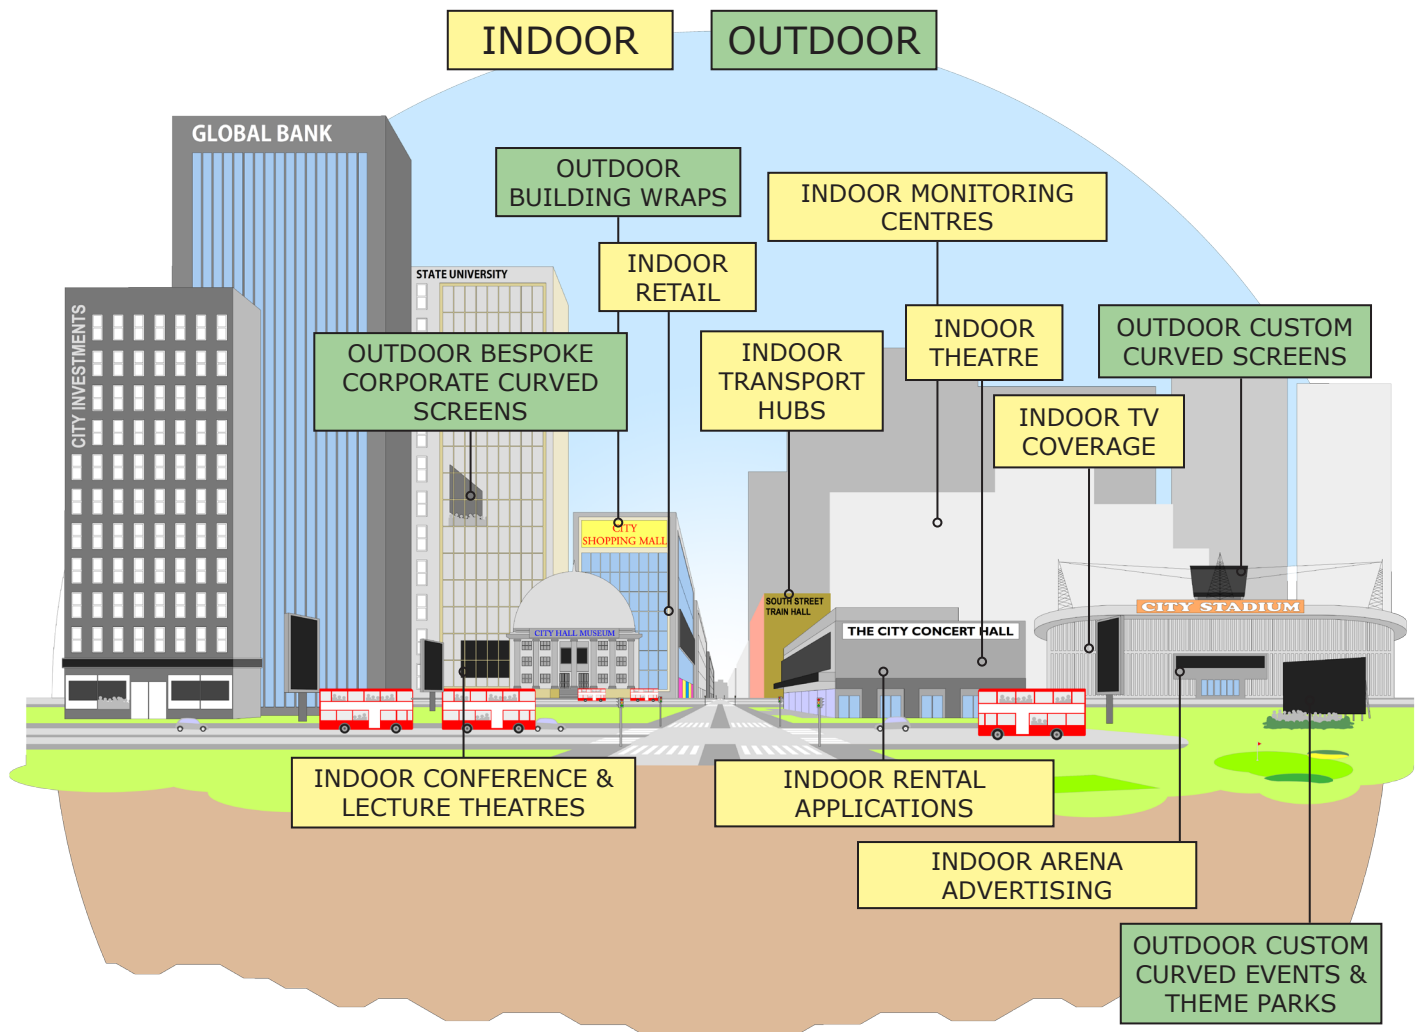 INDOOR
OUTDOOR
GLOBAL BANK
OUTDOOR
BUILDING WRAPS
INDOOR MONITORING
CENTRES
INDOOR
RETAIL
STATE UNIVERSITY
CITY INVESTMENTS
OUTDOOR BESPOKE
CORPORATE CURVED
SCREENS
INDOOR
TRANSPORT
HUBS
INDOOR
THEATRE
OUTDOOR CUSTOM
CURVED SCREENS
INDOOR TV
COVERAGE
CITY
SHOPPING MALL
SOUTH STREET
TRAIN HALL
CITY HALL MUSEUM
THE CITY CONCERT HALL
CITY STADIUM
INDOOR CONFERENCE &
LECTURE THEATRES
INDOOR RENTAL
APPLICATIONS
INDOOR ARENA
ADVERTISING
OUTDOOR CUSTOM
CURVED EVENTS &
THEME PARKS